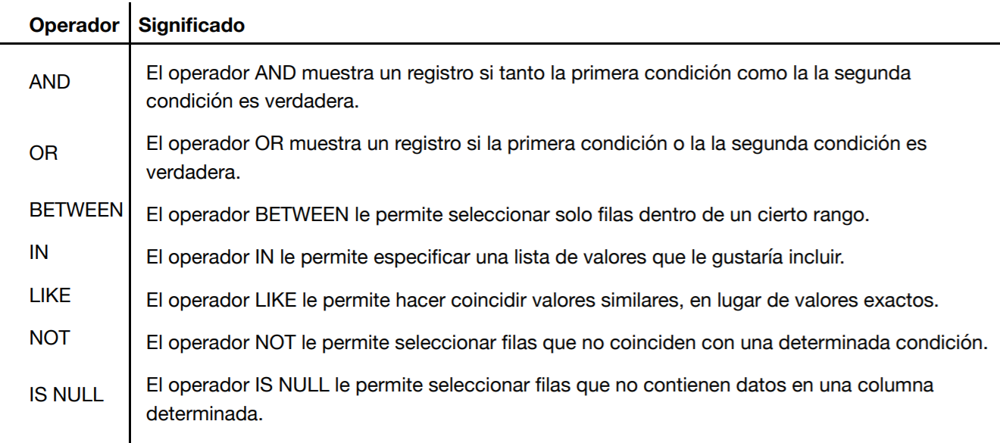 Operador Significado
AND
El operador AND muestra un registro si tanto la primera condición como la la segunda
condición es verdadera.
OR
El operador OR muestra un registro si la primera condición o la la segunda condición es
verdadera.
BETWEEN El operador BETWEEN le permite seleccionar solo filas dentro de un cierto rango.
IN El operador IN le permite especificar una lista de valores que le gustaría incluir.
LIKE El operador LIKE le permite hacer coincidir valores similares, en lugar de valores exactos.
NOT El operador NOT le permite seleccionar filas que no coinciden con una determinada condición.
IS NULL
El operador IS NULL le permite seleccionar filas que no contienen datos en una columna
determinada.